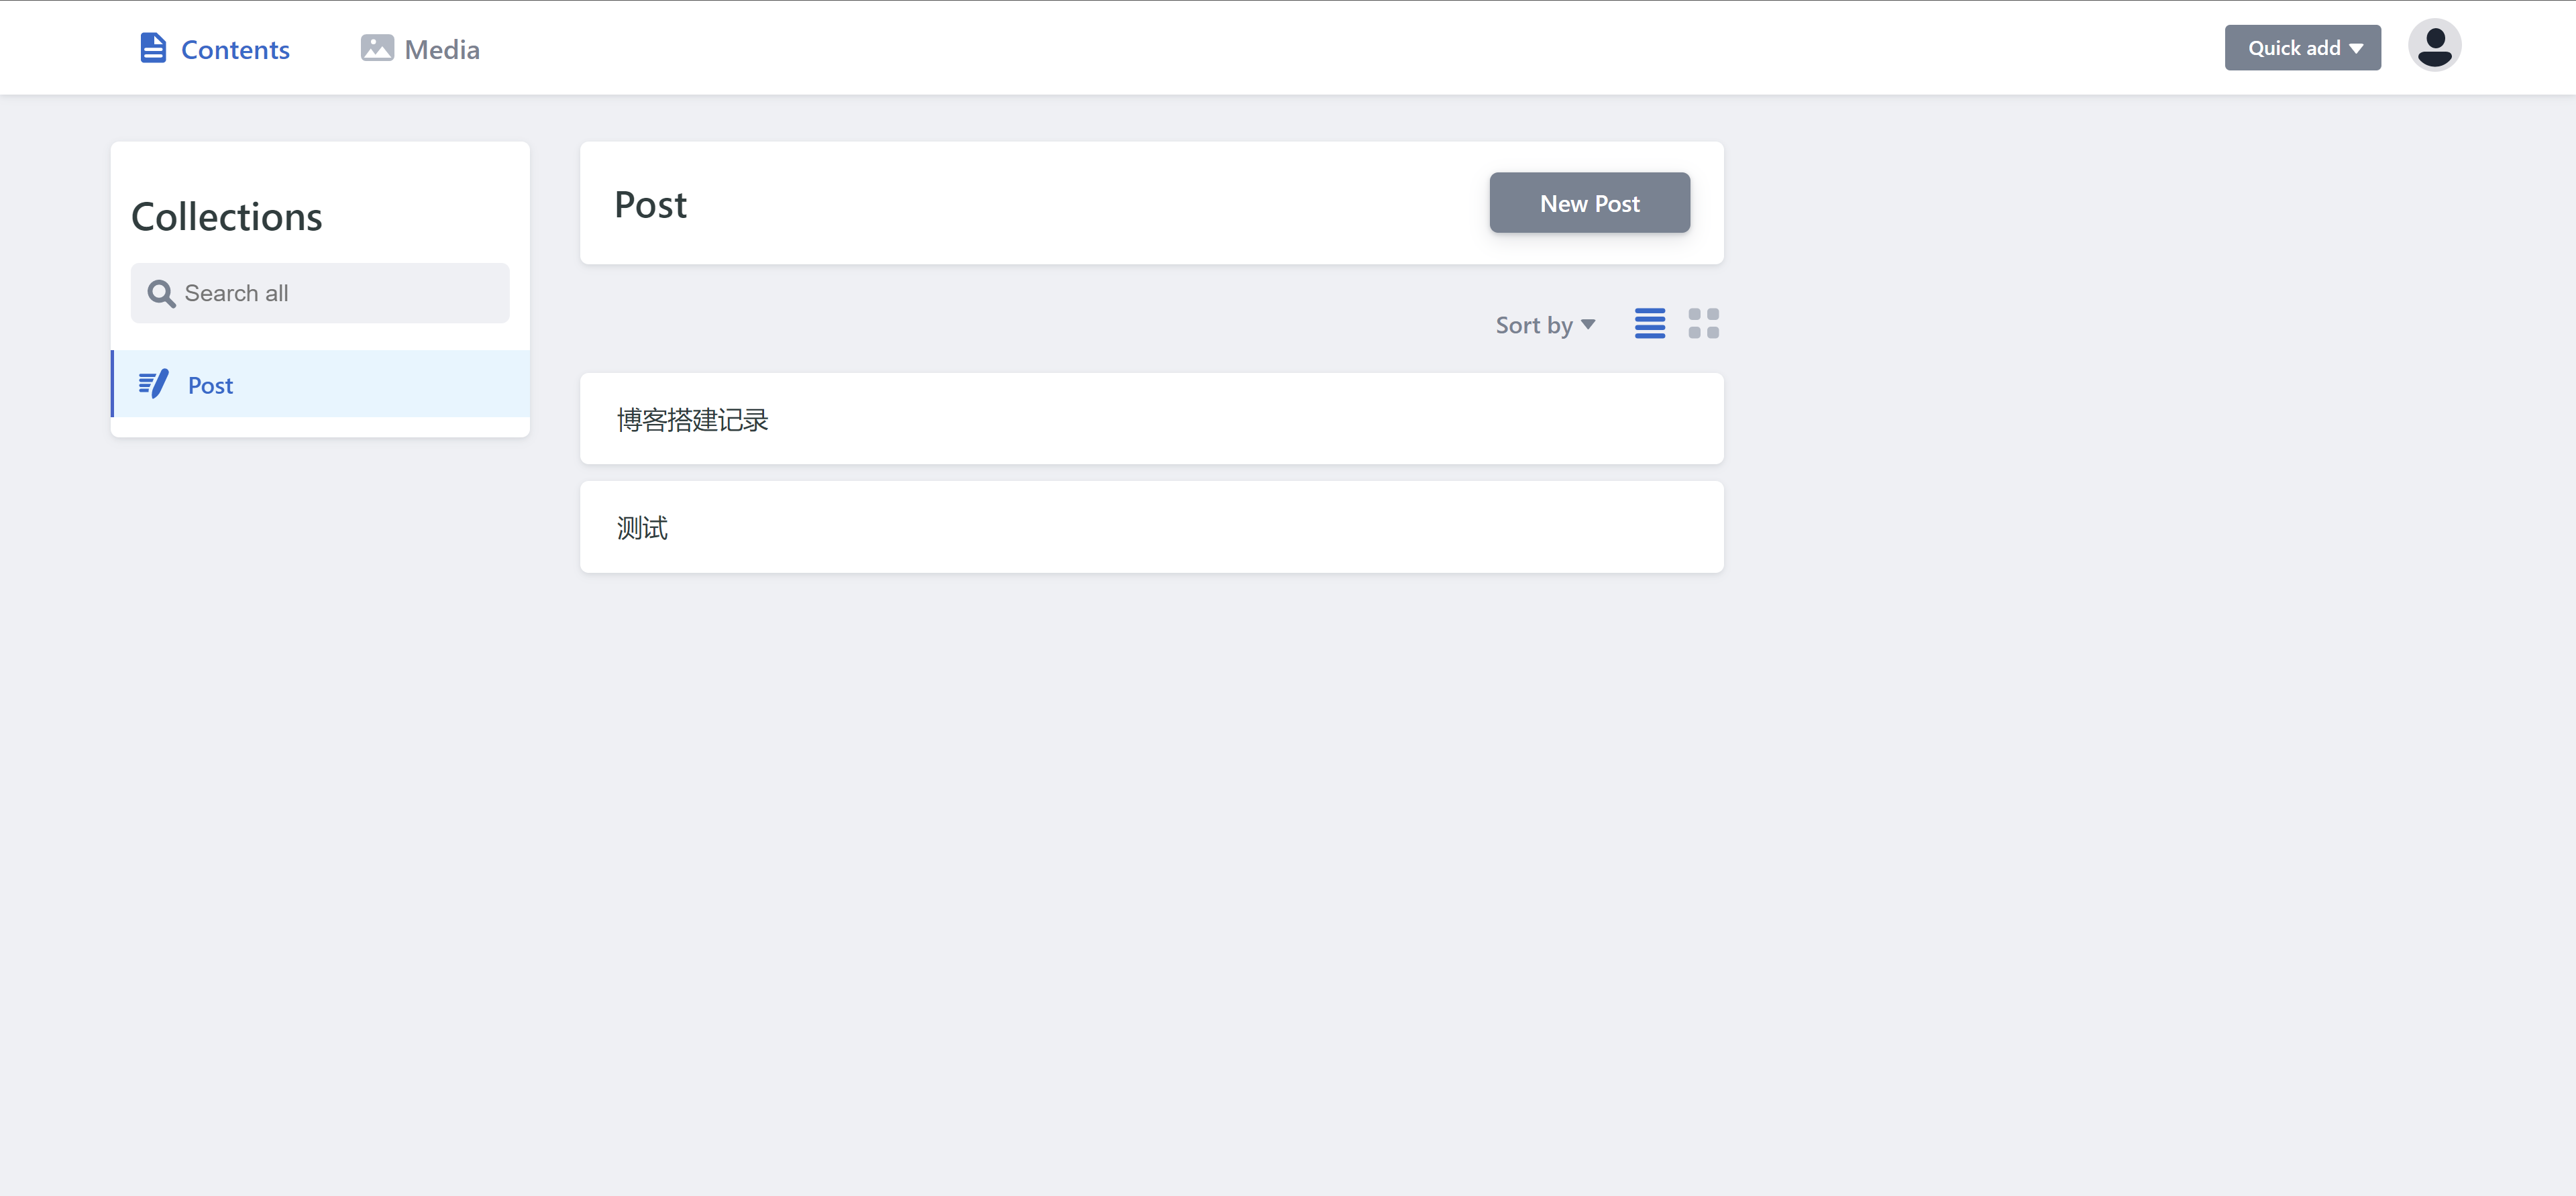 Contents
Media
Quick add
Collections
Search all
Post
Post
New Post
Sort by
博客搭建记录
测试